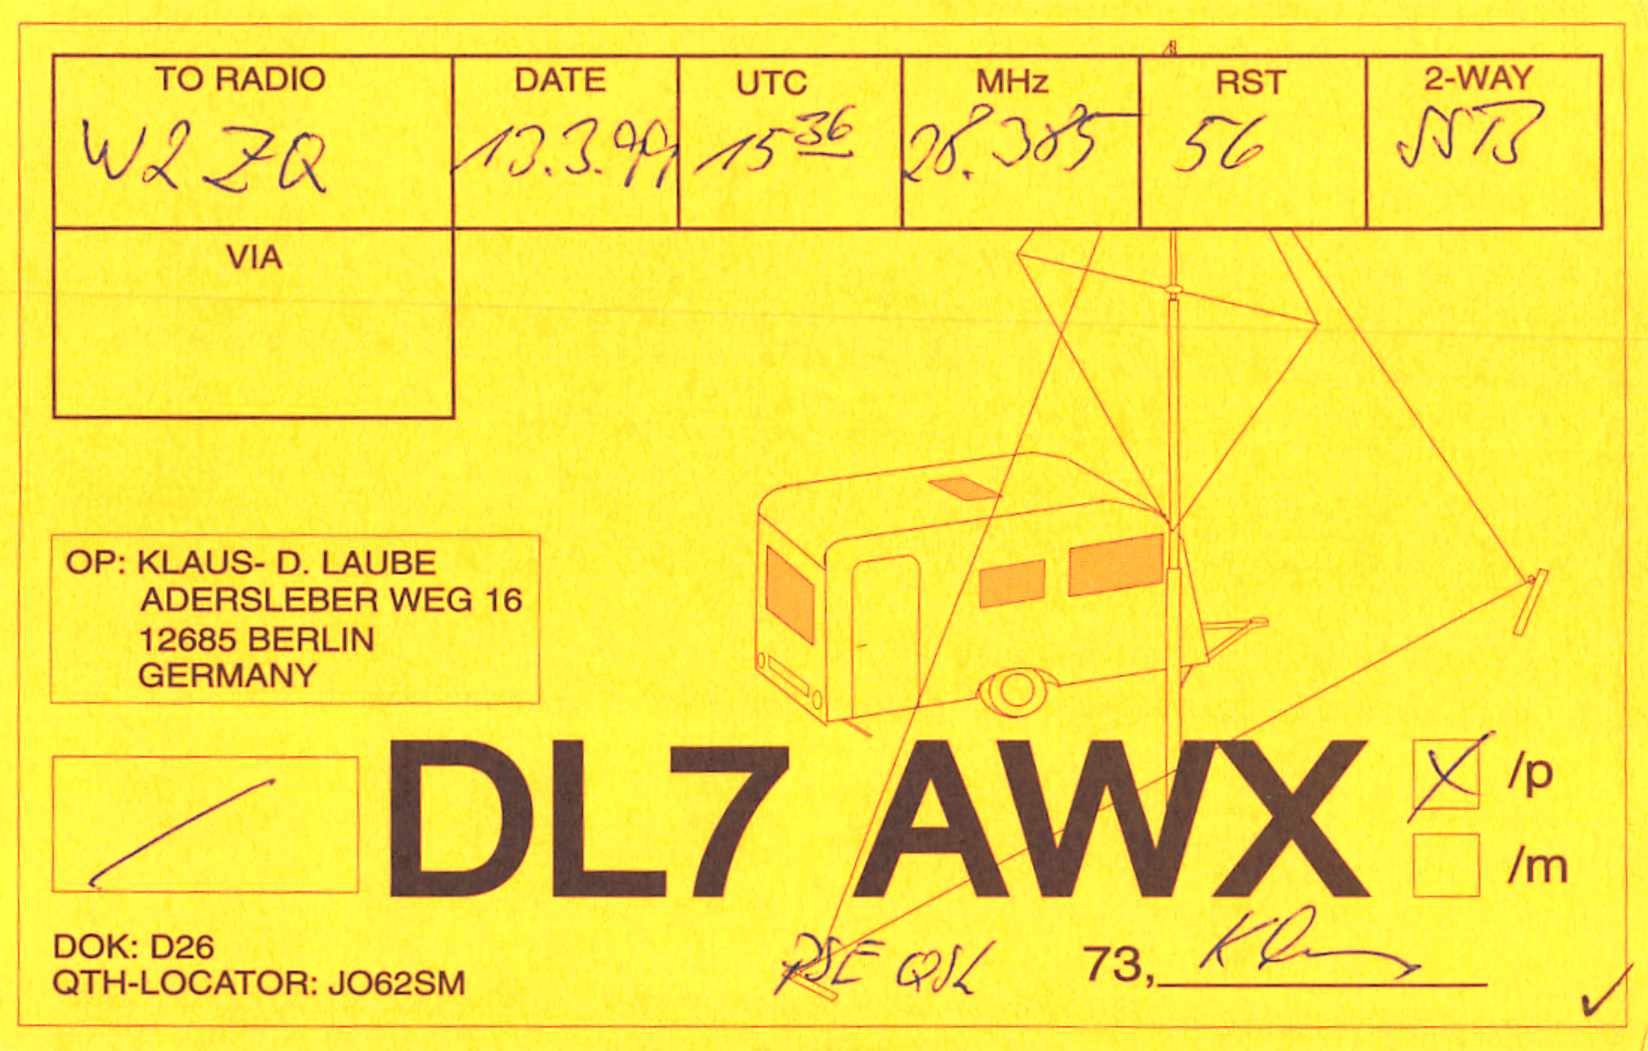 TO RADIO DATE UTC MHz RST 2-WAY
W2ZQ 13.3.99 15 36 28.385 56 SSB
VIA
OP: KLAUS- D. LAUBE
ADERSLEBER WEG 16
12685 BERLIN
GERMANY
DL7 AWX
/p
/m
DOK: D26
QTH-LOCATOR: JO62SM
PSE QSL 73, Klaus